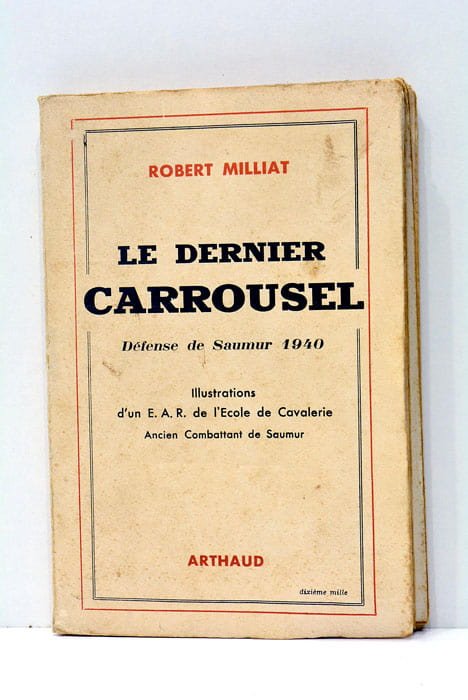 ROBERT MILLIAT
LE DERNIER
CARROUSEL
Défense de Saumur 1940
Illustrations
d'un E. A. R. de l'Ecole de Cavalerie
Ancien Combattant de Saumur
ARTHAUD
dixième mille